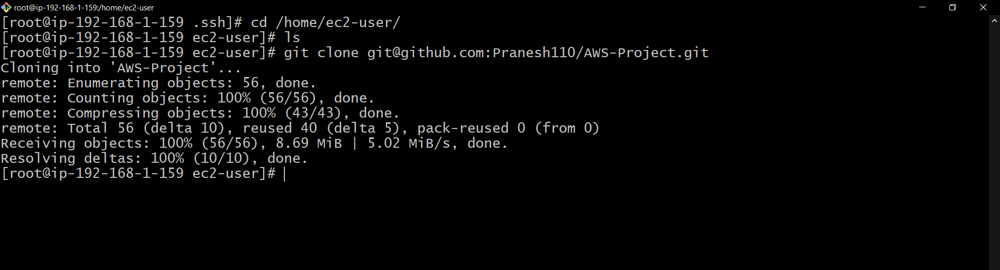 root@ip-192-168-1-159:/home/ec2-user
[root@ip-192-168-1-159 .ssh]# cd /home/ec2-user/
[root@ip-192-168-1-159 ec2-user]# ls
[root@ip-192-168-1-159 ec2-user]# git clone git@github.com:Pranesh110/AWS-Project.git
Cloning into 'AWS-Project'...
remote: Enumerating objects: 56, done.
remote: Counting objects: 100% (56/56), done.
remote: Compressing objects: 100% (43/43), done.
remote: Total 56 (delta 10), reused 40 (delta 5), pack-reused 0 (from 0)
Receiving objects: 100% (56/56), 8.69 MiB | 5.02 MiB/s, done.
Resolving deltas: 100% (10/10), done.
[root@ip-192-168-1-159 ec2-user]#